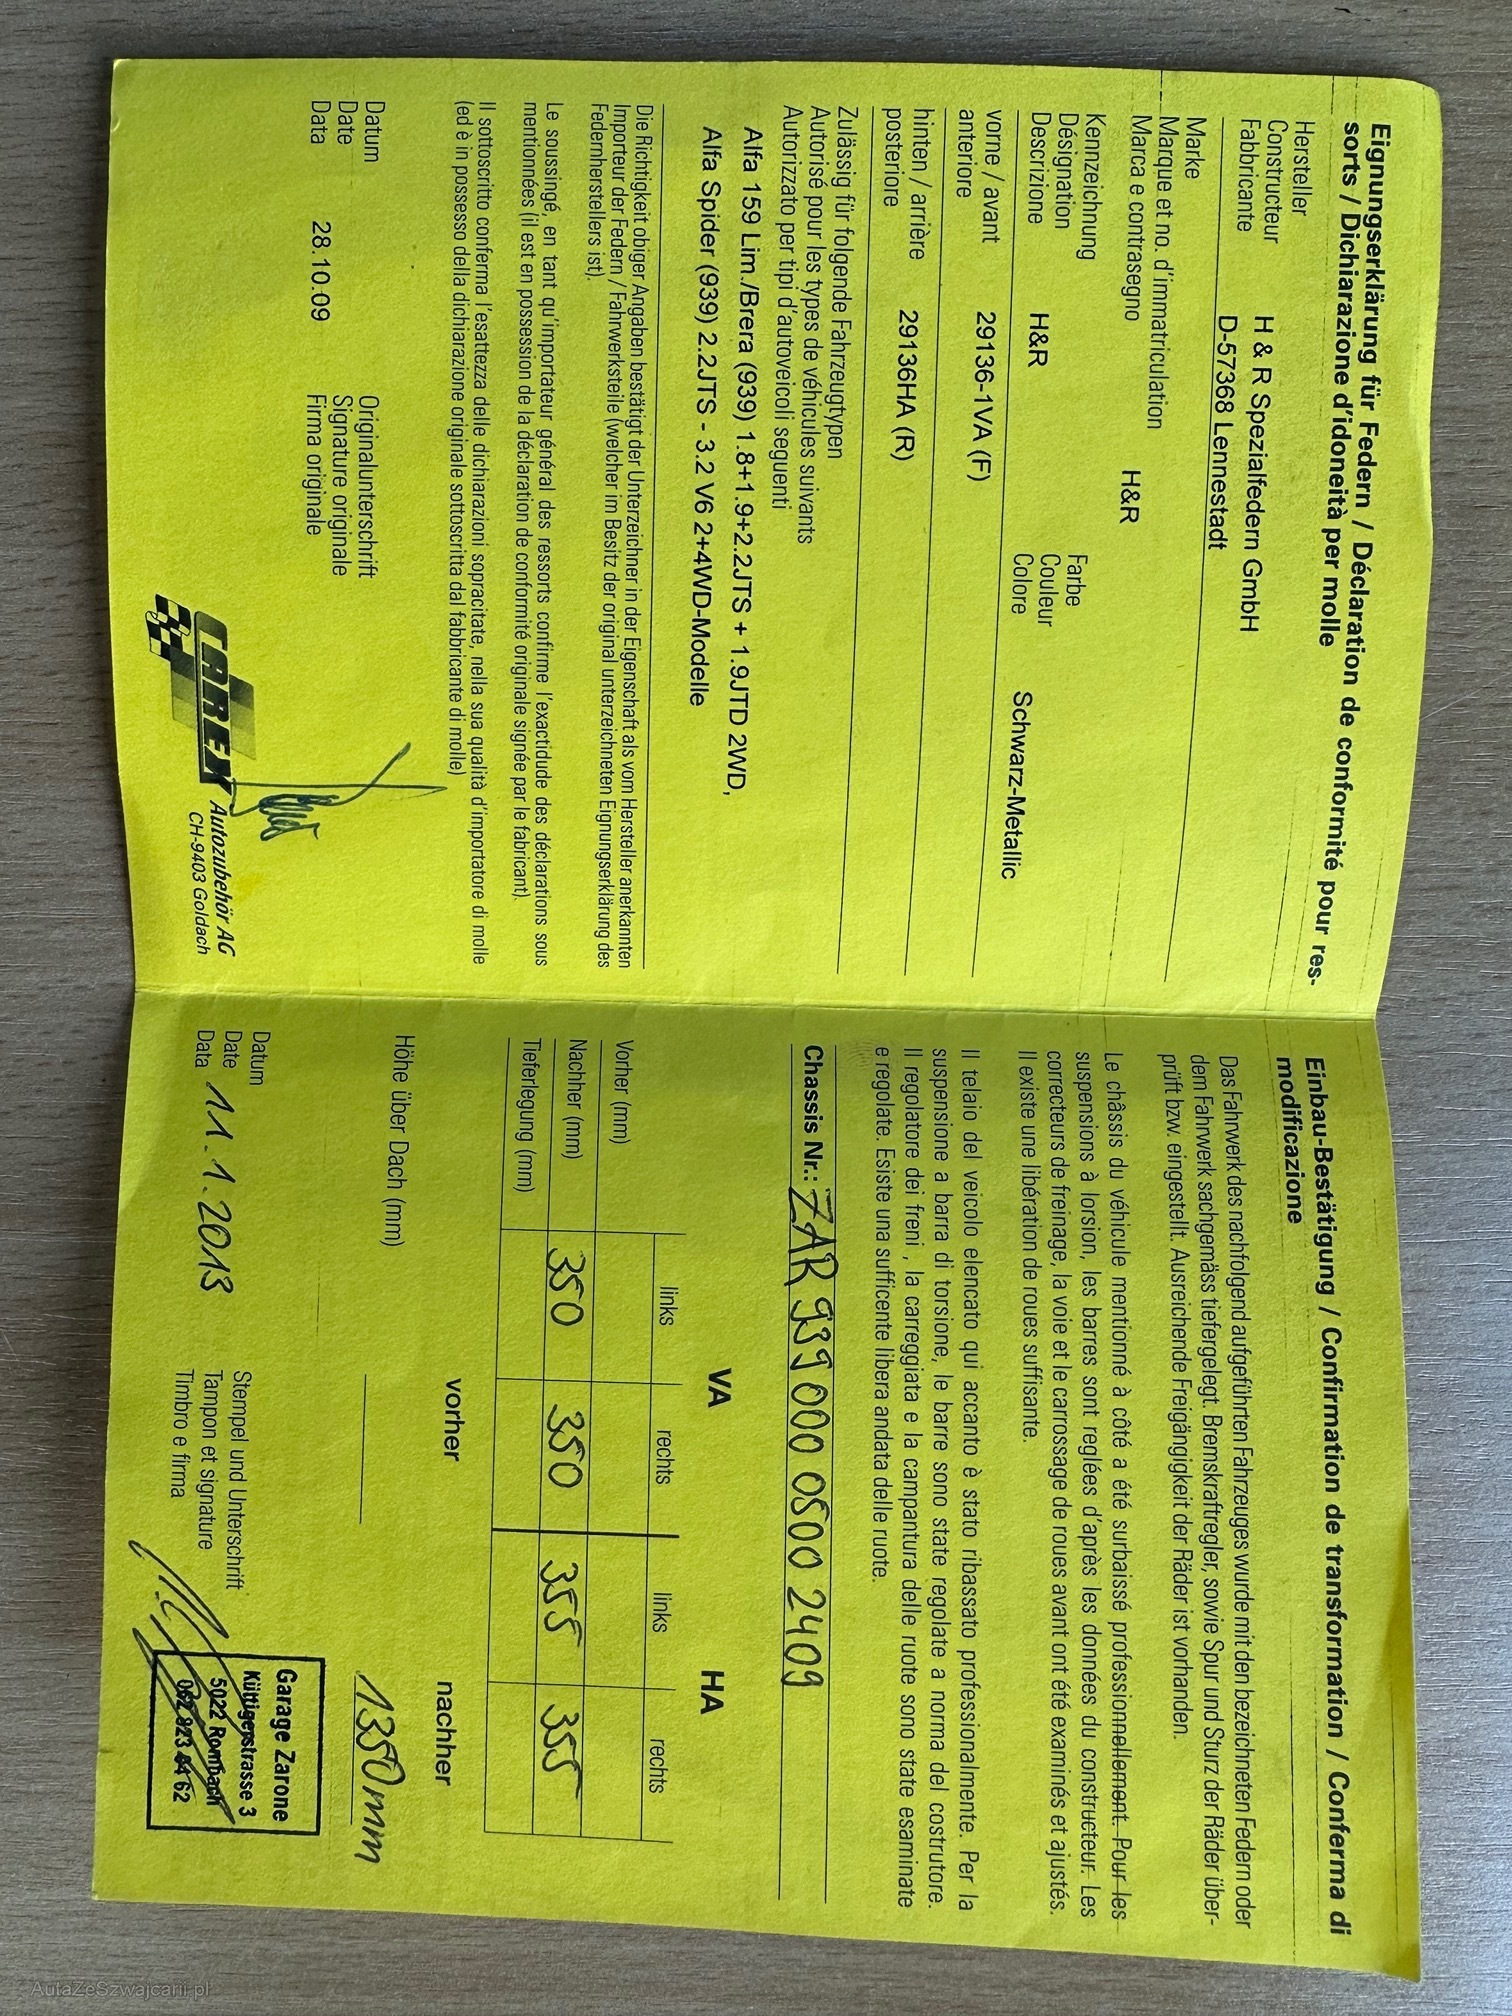 Eignungserklärung für Federn / Déclaration de conformité pour res-
sorts / Dichiarazione d'idoneità per molle
Hersteller
Constructeur H & R Spezialfedern GmbH
Fabbricante D-57368 Lennestadt
Marke
Marque et no. d'immatriculation
Marca e contrasegno H&R
Kennzeichnung Farbe
Désignation Couleur
Descrizione H&R Colore Schwarz-Metallic
vorne / avant
anteriore 29136-1VA (F)
hinten / arrière
posteriore 29136HA (R)
Zulässig für folgende Fahrzeugtypen
Autorisé pour les types de véhicules suivants
Autorizzato per tipi d'autoveicoli seguenti
Alfa 159 Lim./Brera (939) 1.8+1.9+2.2JTS + 1.9JTD 2WD,
Alfa Spider (939) 2.2JTS - 3.2 V6 2+4WD-Modelle
Die Richtigkeit obiger Angaben bestätigt der Unterzeichner in der Eigenschaft als vom Hersteller anerkannten
Importeur der Federn / Fahrwerksteile (welcher im Besitz der original unterzeichneten Eignungserklärung des
Federnherstellers ist).
Le soussingé, en tant qu'importateur général des ressorts confirme l'exactidude des déclarations sous
mentionnées (il est en possession de la déclaration de conformité originale signée par le fabricant).
Il sottoscritto conferma l'esattezza delle dichiarazioni sopracitate, nella sua qualità d'importatore di molle
(ed è in possesso della dichiarazione originale sottoscritta dal fabbricante di molle)
Datum Originalunterschrift
Date Signature originale
Data 28.10.09 Firma originale
CARREX Autozubehör AG
CH-9403 Goldach
Einbau-Bestätigung / Confirmation de transformation / Conferma di
modificazione
Das Fahrwerk des nachfolgend aufgeführten Fahrzeuges wurde mit den bezeichneten Federn oder
dem Fahrwerk sachgemäss tiefergelegt. Bremskraftregler, sowie Spur und Sturz der Räder über-
prüft bzw. eingestellt. Ausreichende Freigängigkeit der Räder ist vorhanden.
Le châssis du véhicule mentionné à côté a été surbaissé professionnellement. Pour les
suspensions à lorsion, les barres sont reglées d'après les données du constructeur. Les
correcteurs de freinage, la voie et le carrossage de roues avant ont été examinés et ajustés.
Il existe une libération de roues suffisante.
Il telaio del veicolo elencato qui accanto è stato ribassato professionalmente. Per la
suspensione a barra di torsione, le barre sono state regolate a norma del costrutore.
Il regolatore dei freni , la carreggiata e la campantura delle ruote sono state esaminate
e regolate. Esiste una sufficente libera andata delle ruote.
Chassis Nr.: ZAR 939 000 0500 2409
VA HA
links rechts links rechts
Vorher (mm)
Nachher (mm) 350 350 355 355
Tieferlegung (mm)
vorher nachher
Höhe über Dach (mm) 1350mm
Datum Stempel und Unterschrift
Date Tampon et signature
Data 11.1.2013 Timbro e firma
Garage Zarone
Küttigerstrasse 3
5022 Rombach
062 823 44 62
AutaZeSzwajcarii.pl